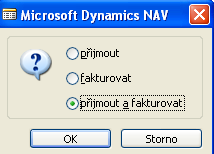 Microsoft Dynamics NAV
přijmout
fakturovat
přijmout a fakturovat
OK
Storno